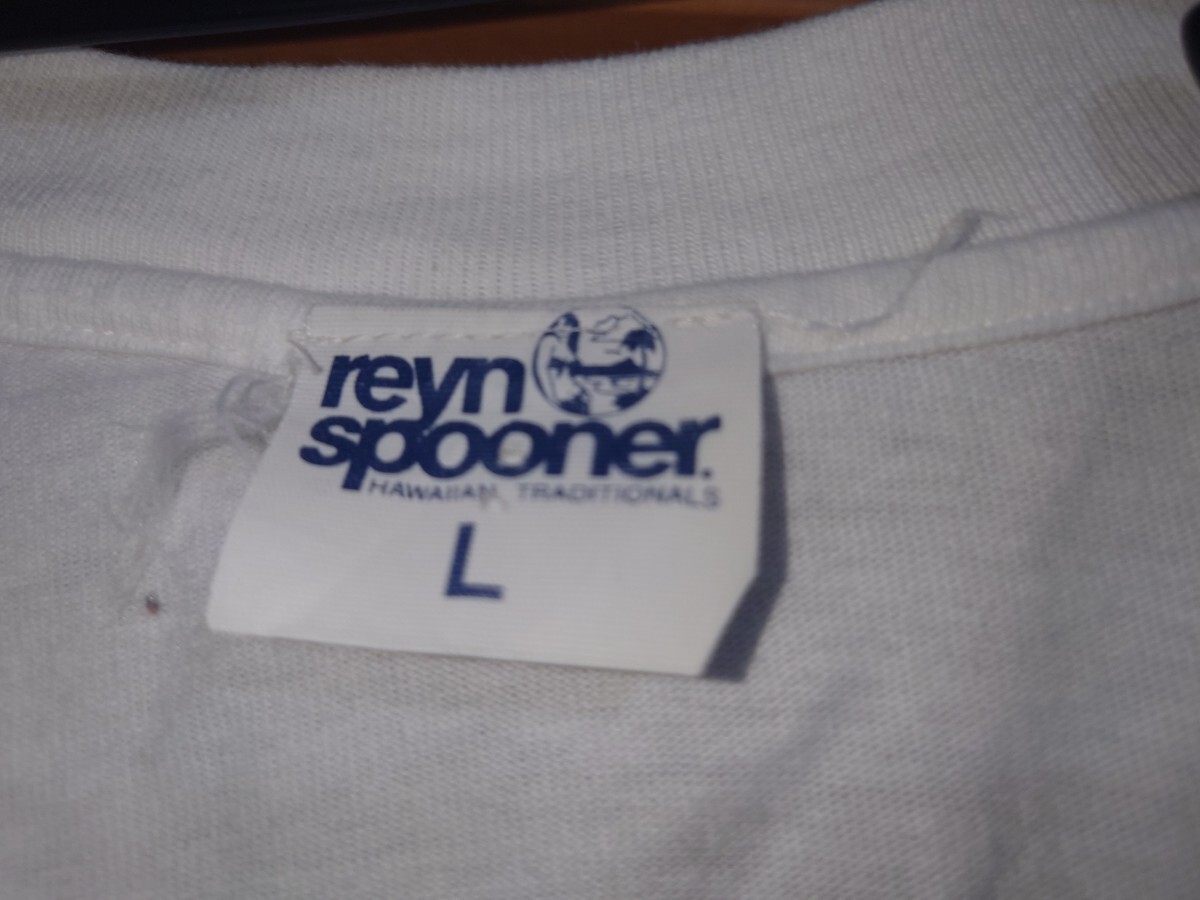 reyn
spooner.
HAWAIIAN TRADITIONALS
L